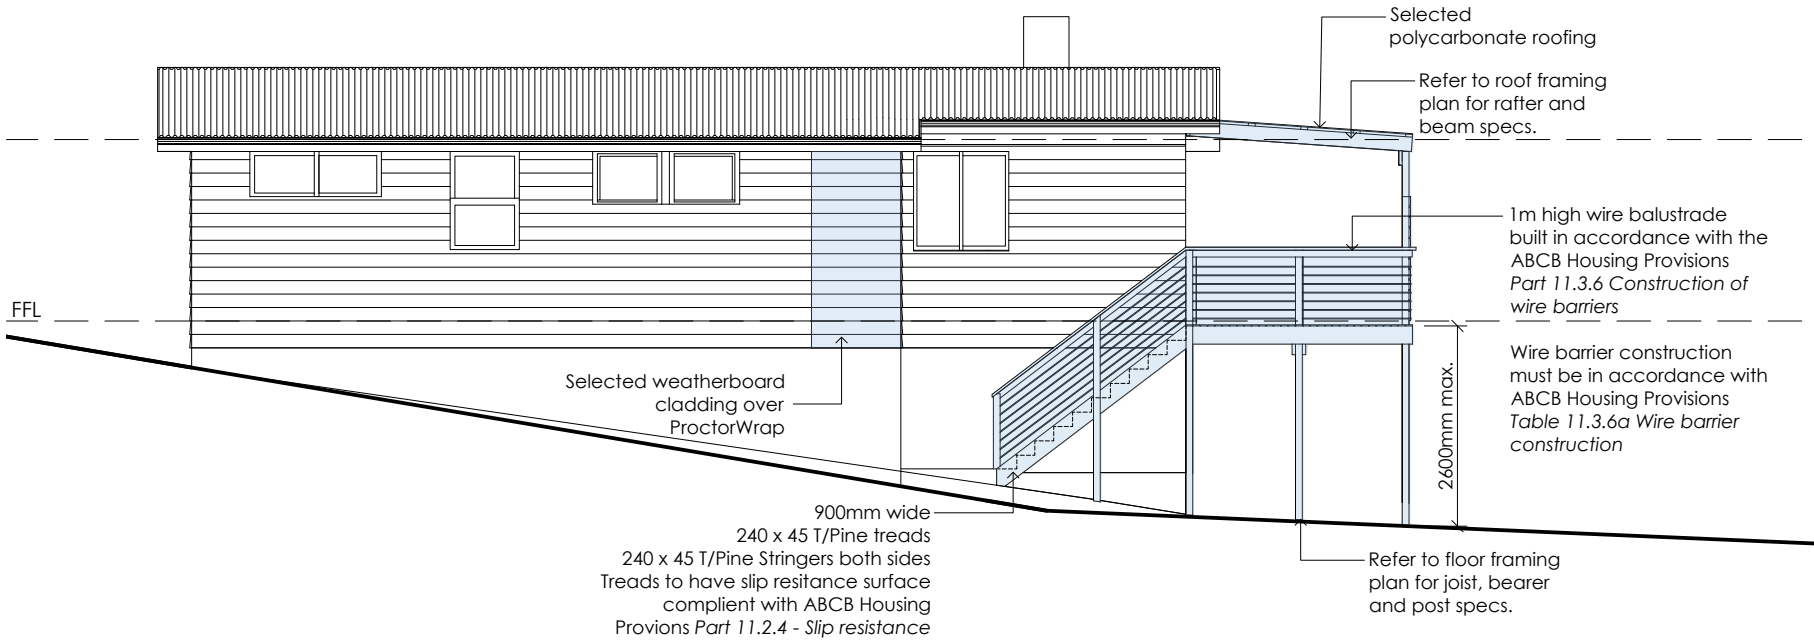 Selected
polycarbonate roofing
Refer to roof framing
plan for rafter and
beam specs.
1m high wire balustrade
built in accordance with the
ABCB Housing Provisions
Part 11.3.6 Construction of
wire barriers
FFL
Wire barrier construction
must be in accordance with
ABCB Housing Provisions
Table 11.3.6a Wire barrier
construction
2600mm max.
Selected weatherboard
cladding over
ProctorWrap
900mm wide
240 x 45 T/Pine treads
240 x 45 T/Pine Stringers both sides
Treads to have slip resitance surface
complient with ABCB Housing
Provions Part 11.2.4 - Slip resistance
Refer to floor framing
plan for joist, bearer
and post specs.